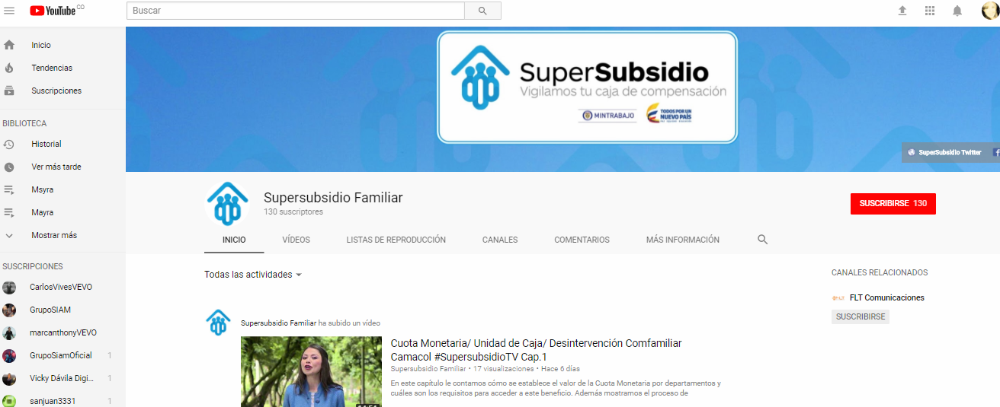 YouTube CO
Buscar
Inicio
Tendencias
Suscripciones
BIBLIOTECA
Historial
Ver más tarde
Msyra
Mayra
Mostrar más
SUSCRIPCIONES
CarlosVivesVEVO
GrupoSIAM
marcanthonyVEVO
GrupoSiamOficial 1
Vicky Dávila Digi... 1
sanjuan3331 1
SuperSubsidio
Vigilamos tu caja de compensación
MINTRABAJO
TODOS POR UN
NUEVO PAÍS
SuperSubsidio Twitter
Supersubsidio Familiar
130 suscriptores
SUSCRIBIRSE 130
INICIO VÍDEOS LISTAS DE REPRODUCCIÓN CANALES COMENTARIOS MÁS INFORMACIÓN
Todas las actividades
Supersubsidio Familiar ha subido un vídeo
Cuota Monetaria/ Unidad de Caja/ Desintervención Comfamiliar
Camacol #SupersubsidioTV Cap.1
Supersubsidio Familiar • 17 visualizaciones • Hace 6 días
En este capítulo le contamos cómo se establece el valor de la Cuota Monetaria por departamentos y
cuáles son los requisitos para acceder a este beneficio. Además mostramos el proceso de
CANALES RELACIONADOS
FLT Comunicaciones
SUSCRIBIRSE